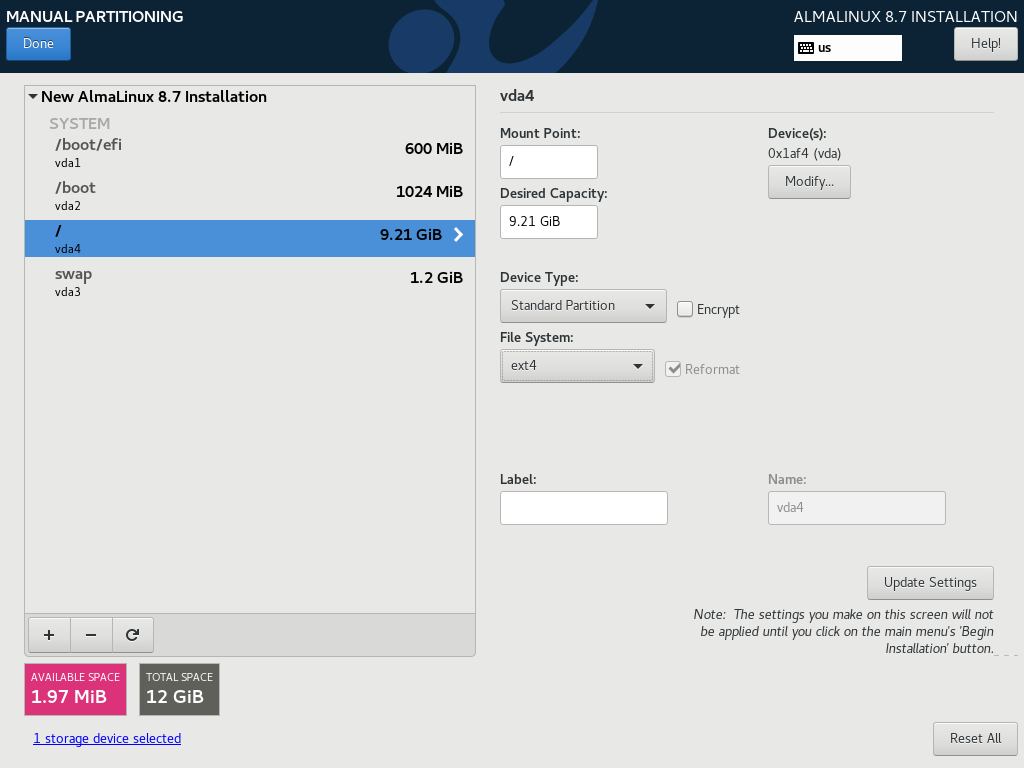 MANUAL PARTITIONING
ALMALINUX 8.7 INSTALLATION
Done
us
Help!
New AlmaLinux 8.7 Installation
SYSTEM
/boot/efi
600 MiB
vda1
/boot
1024 MiB
vda2
/
9.21 GiB
vda4
swap
1.2 GiB
vda3
+ −
AVAILABLE SPACE
1.97 MiB
TOTAL SPACE
12 GiB
1 storage device selected
vda4
Mount Point:
/
Device(s):
0x1af4 (vda)
Modify...
Desired Capacity:
9.21 GiB
Device Type:
Standard Partition
Encrypt
File System:
ext4
Reformat
Label:
Name:
vda4
Update Settings
Note:  The settings you make on this screen will not
be applied until you click on the main menu's 'Begin
Installation' button.
Reset All